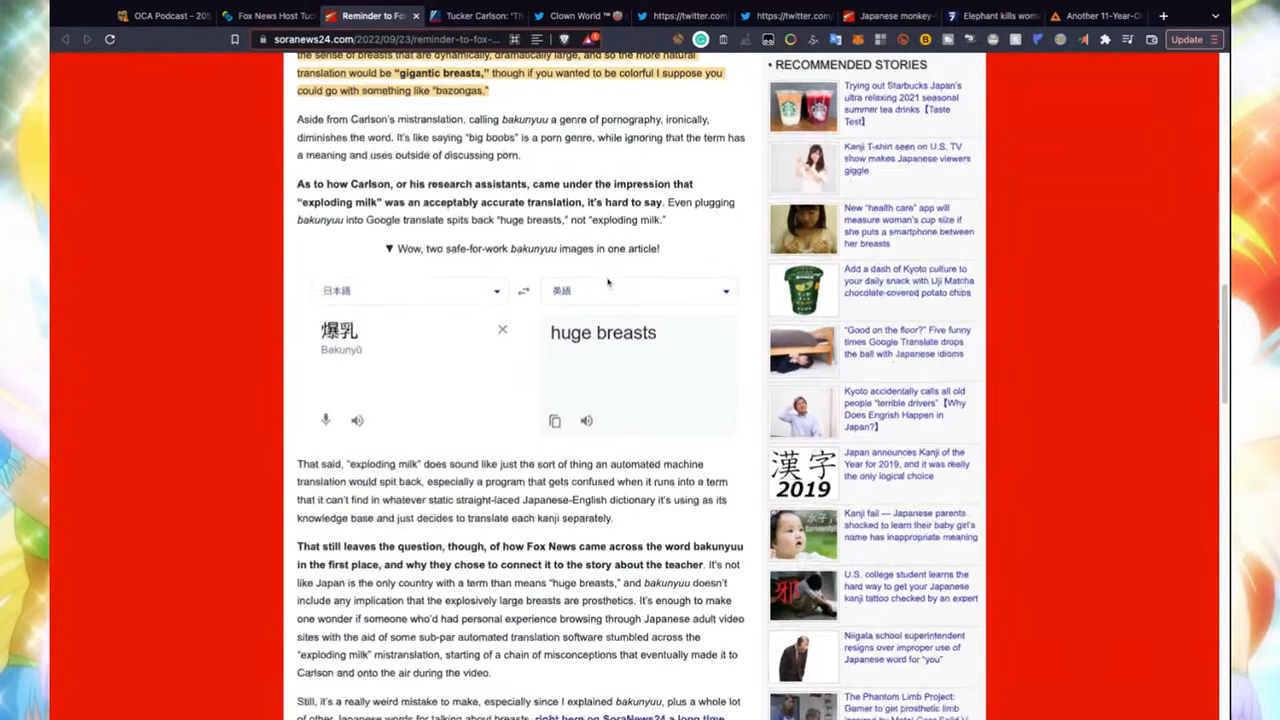 OCA Podcast - 205
Fox News Host Tuc
Reminder to Fo
Tucker Carlson: "Th
Clown World ™
https://twitter.com
https://twitter.com
Japanese monkey-
Elephant kills wom
Another 11-Year-O
soranews24.com/2022/09/23/reminder-to-fox-...
Update
the sense of breasts that are dynamically, dramatically large, and so the more natural
translation would be "gigantic breasts," though if you wanted to be colorful I suppose you
could go with something like "bazongas,"
Aside from Carlson's mistranslation, calling bakunyuu a genre of pornography, ironically,
diminishes the word. It's like saying "big boobs" is a porn genre, while ignoring that the term has
a meaning and uses outside of discussing porn.
As to how Carlson, or his research assistants, came under the impression that
"exploding milk" was an acceptably accurate translation, it's hard to say. Even plugging
bakunyuu into Google translate spits back "huge breasts," not "exploding milk."
▼ Wow, two safe-for-work bakunyuu images in one article!
日本語
英語
爆乳
Bakunyū
huge breasts
That said, "exploding milk" does sound like just the sort of thing an automated machine
translation would spit back, especially a program that gets confused when it runs into a term
that it can't find in whatever static straight-laced Japanese-English dictionary it's using as its
knowledge base and just decides to translate each kanji separately.
That still leaves the question, though, of how Fox News came across the word bakunyuu
in the first place, and why they chose to connect it to the story about the teacher. It's not
like Japan is the only country with a term than means "huge breasts," and bakunyuu doesn't
include any implication that the explosively large breasts are prosthetics. It's enough to make
one wonder if someone who'd had personal experience browsing through Japanese adult video
sites with the aid of some sub-par automated translation software stumbled across the
"exploding milk" mistranslation, starting of a chain of misconceptions that eventually made it to
Carlson and onto the air during the video.
Still, it's a really weird mistake to make, especially since I explained bakunyuu, plus a whole lot
of other Japanese words for talking about breasts, right here on SoraNews24 a long time
• RECOMMENDED STORIES
Trying out Starbucks Japan's
ultra relaxing 2021 seasonal
summer tea drinks【Taste
Test】
Kanji T-shirt seen on U.S. TV
show makes Japanese viewers
giggle
New "health care" app will
measure woman's cup size if
she puts a smartphone between
her breasts
Add a dash of Kyoto culture to
your daily snack with Uji Matcha
chocolate-covered potato chips
"Good on the floor?" Five funny
times Google Translate drops
the ball with Japanese idioms
Kyoto accidentally calls all old
people "terrible drivers"【Why
Does Engrish Happen in
Japan?】
漢字
2019
Japan announces Kanji of the
Year for 2019, and it was really
the only logical choice
Kanji fail — Japanese parents
shocked to learn their baby girl's
name has inappropriate meaning
邪
U.S. college student learns the
hard way to get your Japanese
kanji tattoo checked by an expert
Niigata school superintendent
resigns over improper use of
Japanese word for "you"
The Phantom Limb Project:
Gamer to get prosthetic limb